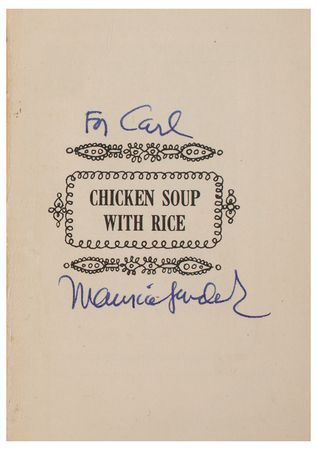 For Carl
CHICKEN SOUP
WITH RICE
Maurice Sendak